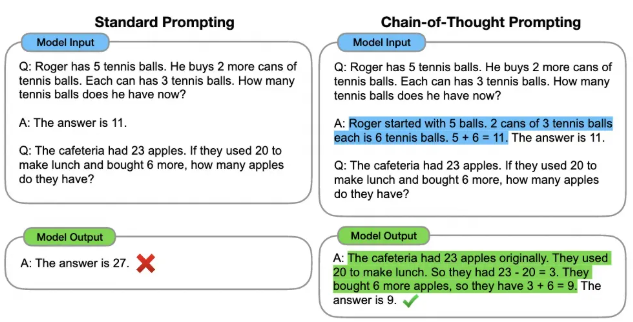 Standard Prompting
Model Input
Q: Roger has 5 tennis balls. He buys 2 more cans of
tennis balls. Each can has 3 tennis balls. How many
tennis balls does he have now?
A: The answer is 11.
Q: The cafeteria had 23 apples. If they used 20 to
make lunch and bought 6 more, how many apples
do they have?
Model Output
A: The answer is 27.
Chain-of-Thought Prompting
Model Input
Q: Roger has 5 tennis balls. He buys 2 more cans of
tennis balls. Each can has 3 tennis balls. How many
tennis balls does he have now?
A: Roger started with 5 balls. 2 cans of 3 tennis balls
each is 6 tennis balls. 5 + 6 = 11. The answer is 11.
Q: The cafeteria had 23 apples. If they used 20 to
make lunch and bought 6 more, how many apples
do they have?
Model Output
A: The cafeteria had 23 apples originally. They used
20 to make lunch. So they had 23 - 20 = 3. They
bought 6 more apples, so they have 3 + 6 = 9. The
answer is 9.